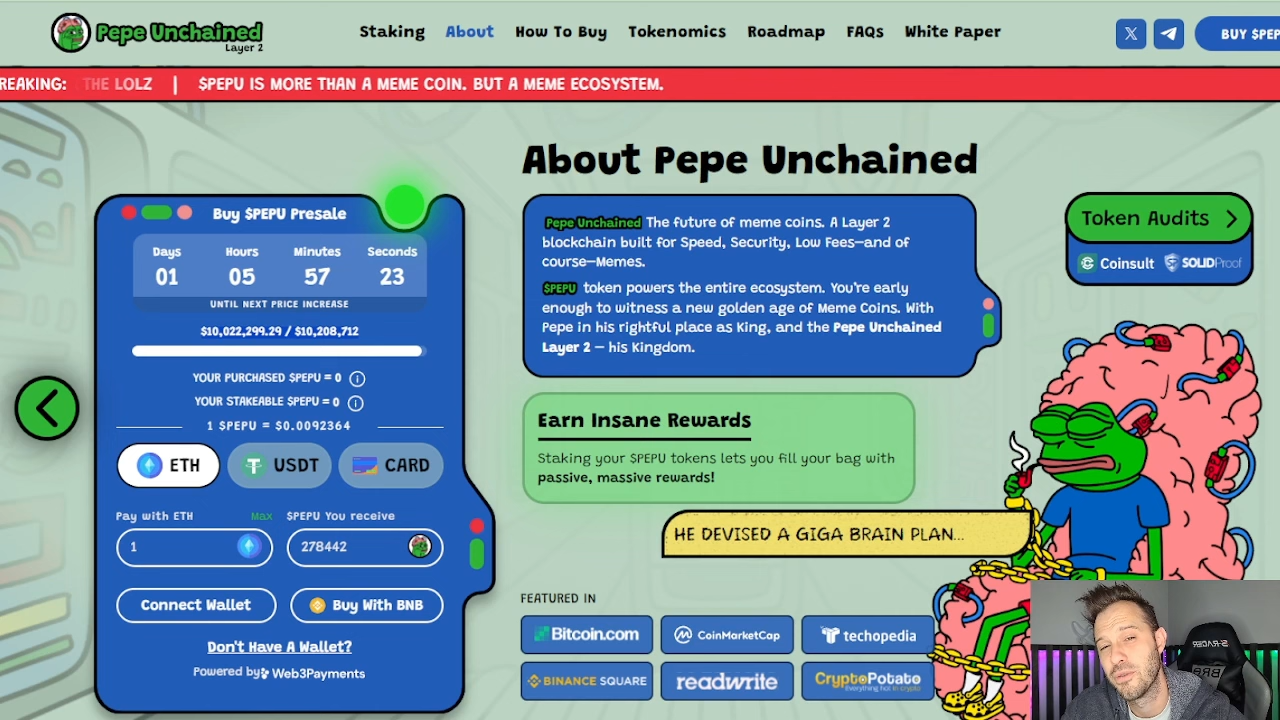 Pepe Unchained
Layer 2
Staking
About
How To Buy
Tokenomics
Roadmap
FAQs
White Paper
BUY $PEP
REAKING: THE LOLZ | $PEPU IS MORE THAN A MEME COIN. BUT A MEME ECOSYSTEM.
About Pepe Unchained
Buy $PEPU Presale
Days Hours Minutes Seconds
01 05 57 23
UNTIL NEXT PRICE INCREASE
$10,022,299.29 / $10,208,712
YOUR PURCHASED $PEPU = 0
YOUR STAKEABLE $PEPU = 0
1 $PEPU = $0.0092364
ETH USDT CARD
Pay with ETH Max $PEPU You receive
1 278442
Connect Wallet Buy With BNB
Don't Have A Wallet?
Powered by Web3Payments
Pepe Unchained The future of meme coins. A Layer 2
blockchain built for Speed, Security, Low Fees—and of
course—Memes.
$PEPU token powers the entire ecosystem. You're early
enough to witness a new golden age of Meme Coins. With
Pepe in his rightful place as King, and the Pepe Unchained
Layer 2 – his Kingdom.
Token Audits
Coinsult SOLIDProof
Earn Insane Rewards
Staking your $PEPU tokens lets you fill your bag with
passive, massive rewards!
HE DEVISED A GIGA BRAIN PLAN...
FEATURED IN
Bitcoin.com CoinMarketCap techopedia
BINANCE SQUARE readwrite CryptoPotato
Everything hot in crypto